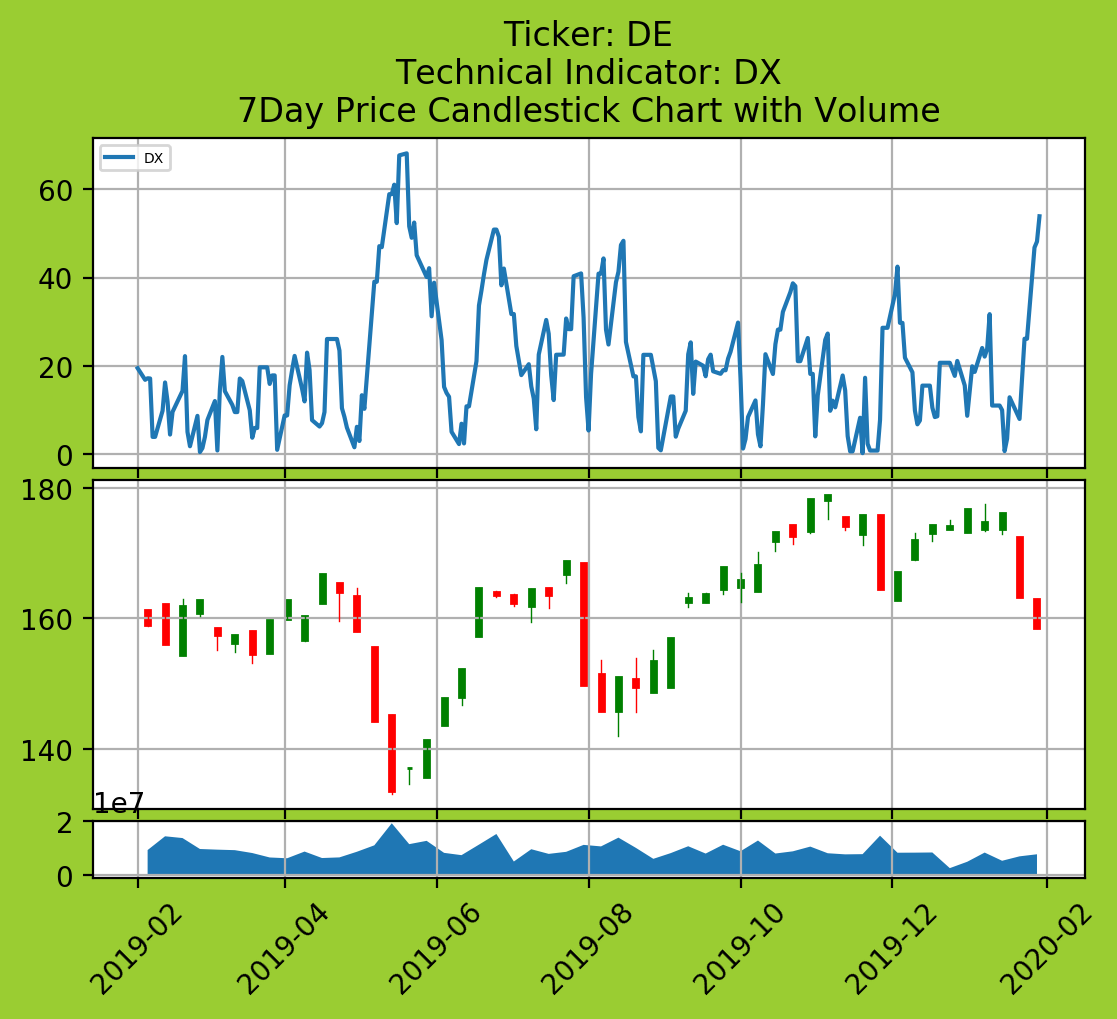 Ticker: DE
Technical Indicator: DX
7Day Price Candlestick Chart with Volume
DX
60
40
20
0
180
160
140
1e7
2
0
2019-02 2019-04 2019-06 2019-08 2019-10 2019-12 2020-02